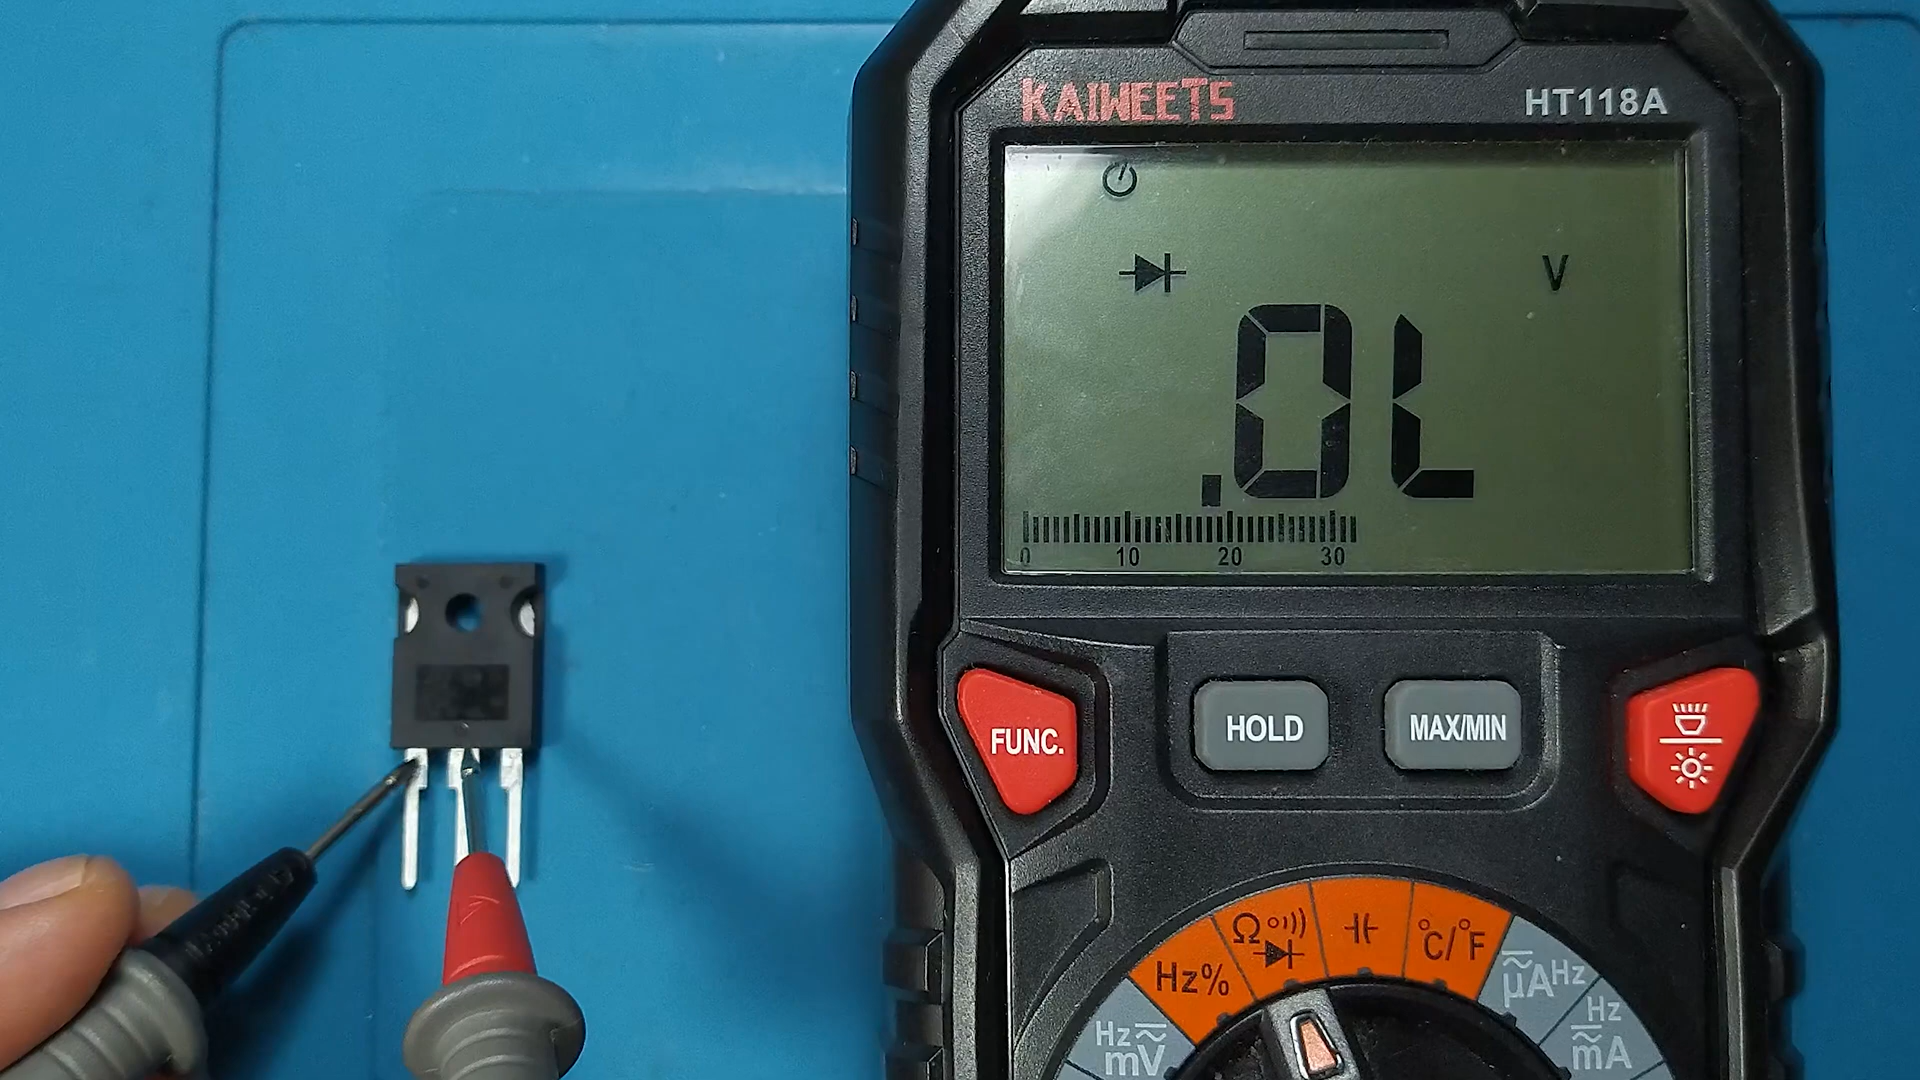 KAIWEETS
HT118A
V
.0L
0 10 20 30
FUNC.
HOLD
MAX/MIN
Hz%
Ω
°C/°F
μA Hz
Hz mV
Hz mA